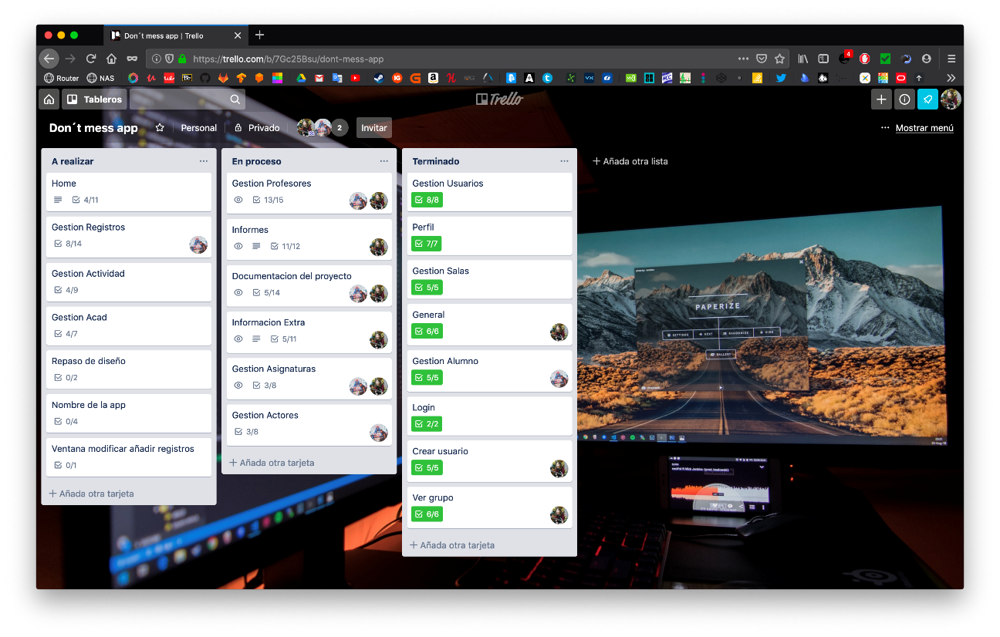 Don´t mess app | Trello
https://trello.com/b/7Gc25Bsu/dont-mess-app
4
Router
NAS
Tableros
Trello
Don´t mess app
Personal
Privado
2
Invitar
Mostrar menú
A realizar
Home
4/11
Gestion Registros
8/14
Gestion Actividad
4/9
Gestion Acad
4/7
Repaso de diseño
0/2
Nombre de la app
0/4
Ventana modificar añadir registros
0/1
Añada otra tarjeta
En proceso
Gestion Profesores
13/15
Informes
11/12
Documentacion del proyecto
5/14
Informacion Extra
5/11
Gestion Asignaturas
3/8
Gestion Actores
3/8
Añada otra tarjeta
Terminado
Gestion Usuarios
8/8
Perfil
7/7
Gestion Salas
5/5
General
6/6
Gestion Alumno
5/5
Login
2/2
Crear usuario
5/5
Ver grupo
6/6
Añada otra tarjeta
Añada otra lista
PAPERIZE
SETTINGS
NEXT
RANDOMIZE
HIDE
GALLERY